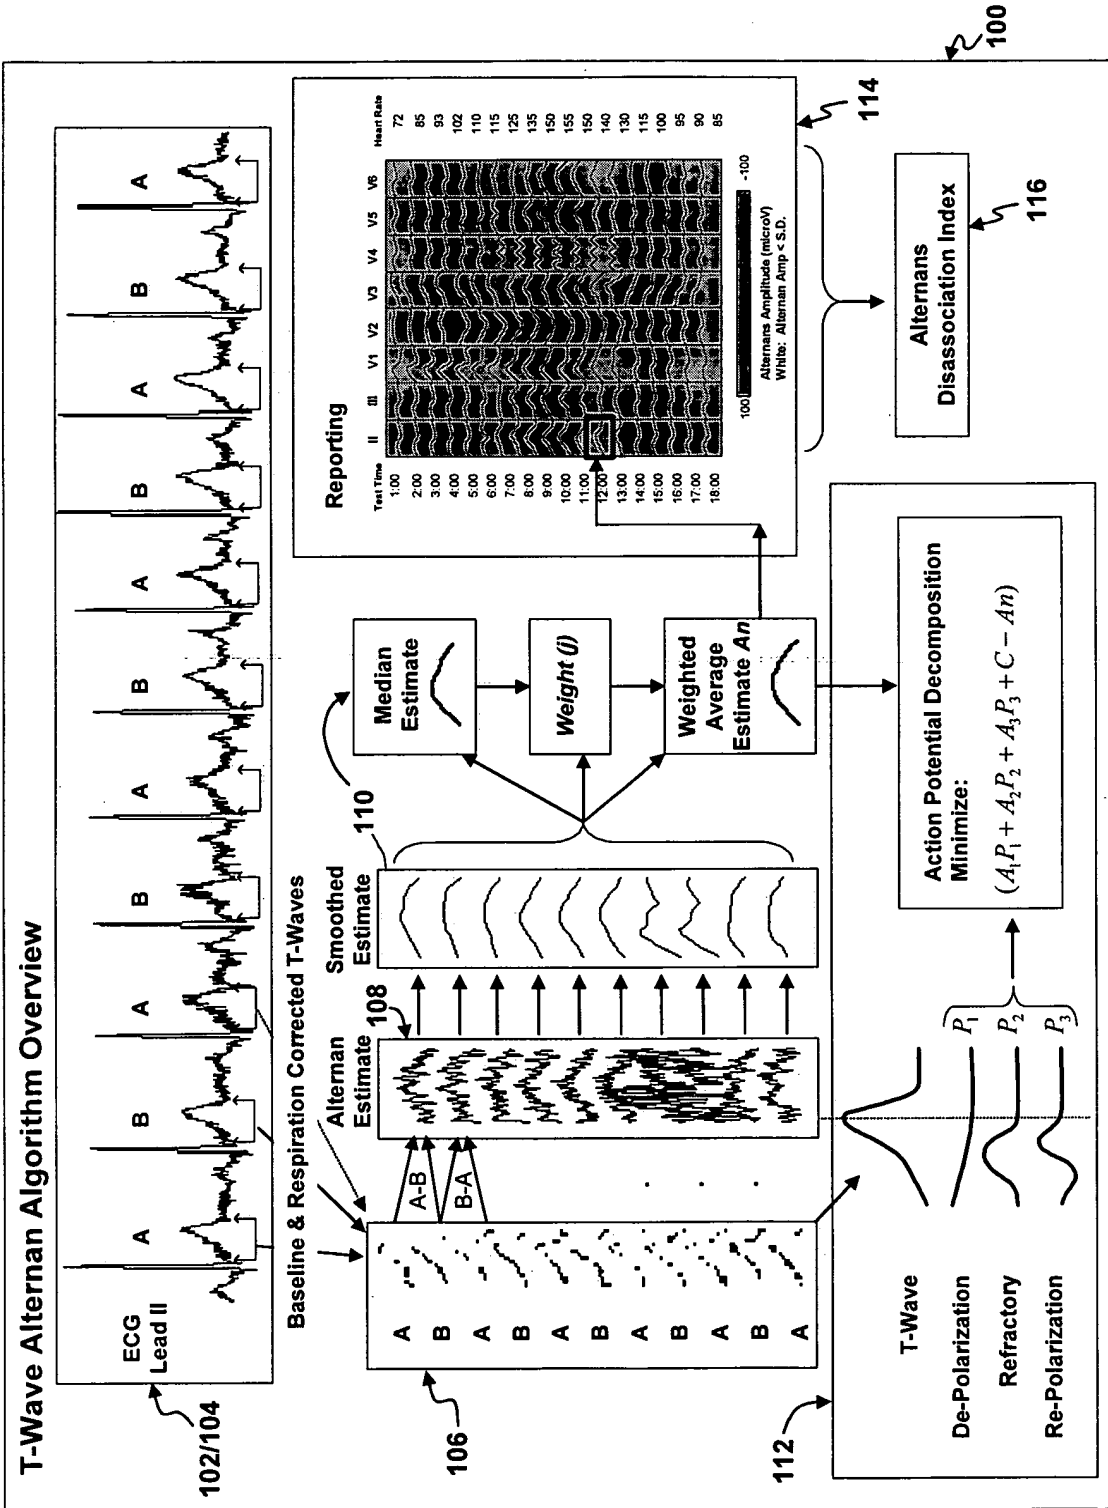 T-Wave Alternan Algorithm Overview
ECG
Lead II
A
B
A
B
A
B
A
B
A
B
A
102/104
Baseline & Respiration Corrected T-Waves
A
B
A
B
A
B
A
B
A
B
A
106
A-B
B-A
Alternan
Estimate
108
Smoothed
Estimate
110
Median
Estimate
Weight (j)
Weighted
Average
Estimate An
Reporting
Test Time II III V1 V2 V3 V4 V5 V6 Heart Rate
1:00 72
2:00 85
3:00 93
4:00 102
5:00 110
6:00 115
7:00 125
8:00 135
9:00 150
10:00 155
11:00 150
12:00 140
13:00 130
14:00 115
15:00 100
16:00 95
17:00 90
18:00 85
100 -100
Alternans Amplitude (microV)
White: Alternan Amp < S.D.
114
100
Alternans
Disassociation Index
116
112
T-Wave
De-Polarization P1
Refractory P2
Re-Polarization P3
Action Potential Decomposition
Minimize:
(A1P1 + A2P2 + A3P3 + C − An)